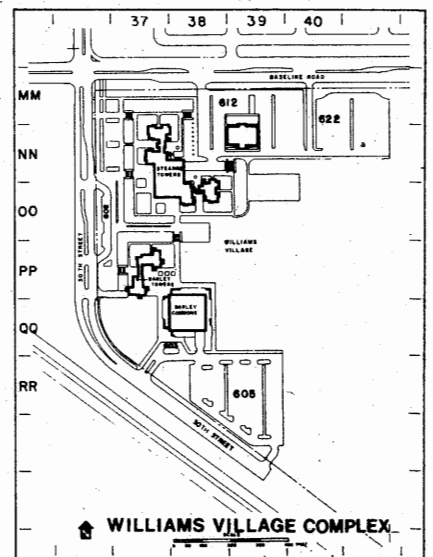 37 38 39 40
BASELINE ROAD
MM
612
622
NN
STEARNS
TOWERS
OO
30TH STREET
WILLIAMS
VILLAGE
PP
DARLEY
TOWERS
DARLEY
COMMONS
QQ
RR
605
30TH STREET
WILLIAMS VILLAGE COMPLEX
SCALE